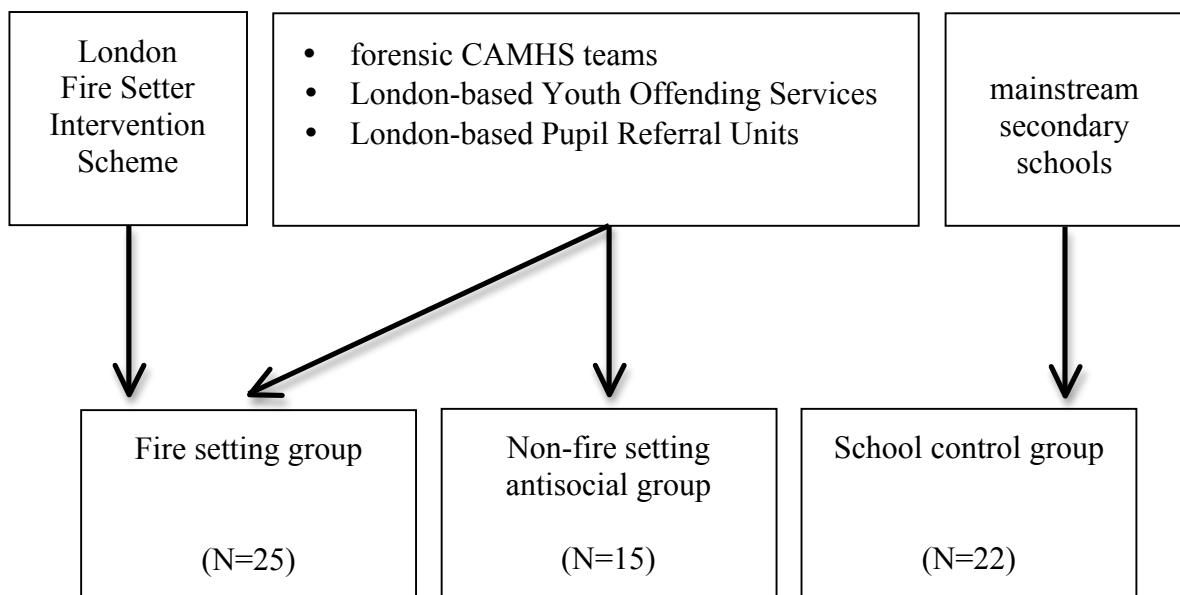 London
Fire Setter
Intervention
Scheme
• forensic CAMHS teams
• London-based Youth Offending Services
• London-based Pupil Referral Units
mainstream
secondary
schools
Fire setting group
(N=25)
Non-fire setting
antisocial group
(N=15)
School control group
(N=22)